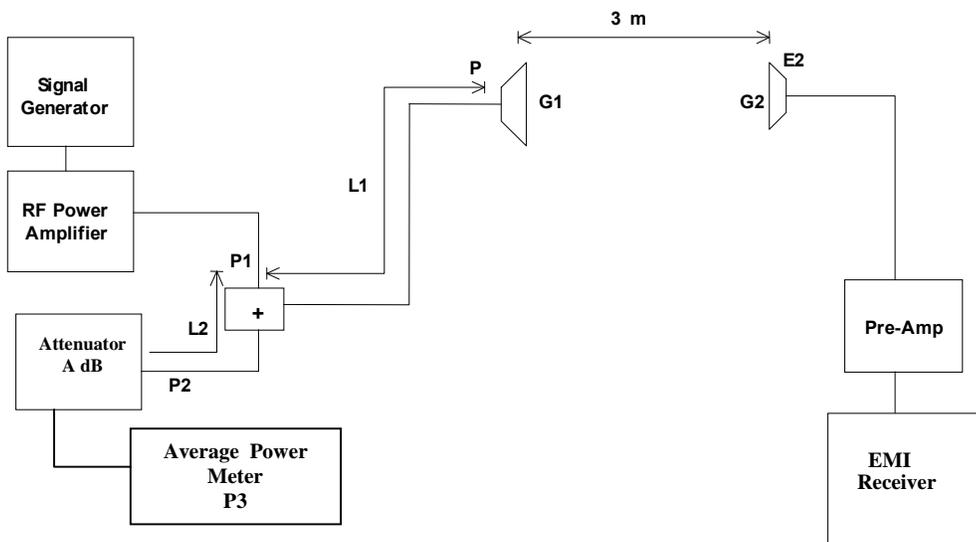 3 m
P
E2
Signal
Generator
G1
G2
L1
RF Power
Amplifier
P1
+
L2
Attenuator
A dB
P2
Pre-Amp
Average Power
Meter
P3
EMI
Receiver